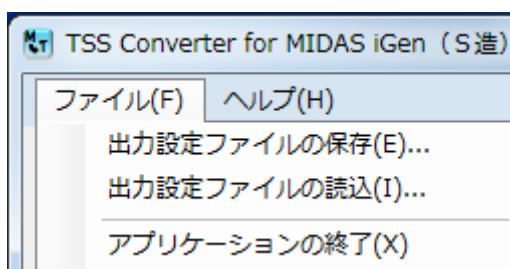 TSS Converter for MIDAS iGen（S造）
ファイル(F) ヘルプ(H)
出力設定ファイルの保存(E)...
出力設定ファイルの読込(I)...
アプリケーションの終了(X)